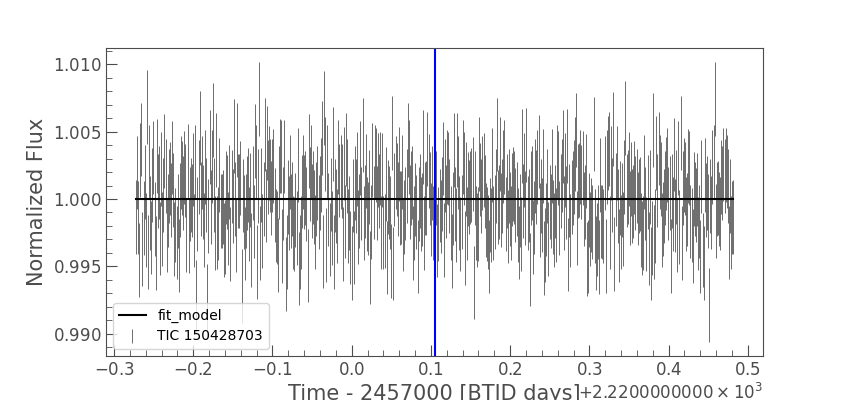 1.010
1.005
1.000
0.995
0.990
Normalized Flux
fit_model
TIC 150428703
−0.3 −0.2 −0.1 0.0 0.1 0.2 0.3 0.4 0.5
Time - 2457000 [BTJD days]
+2.2200000000 × 10³